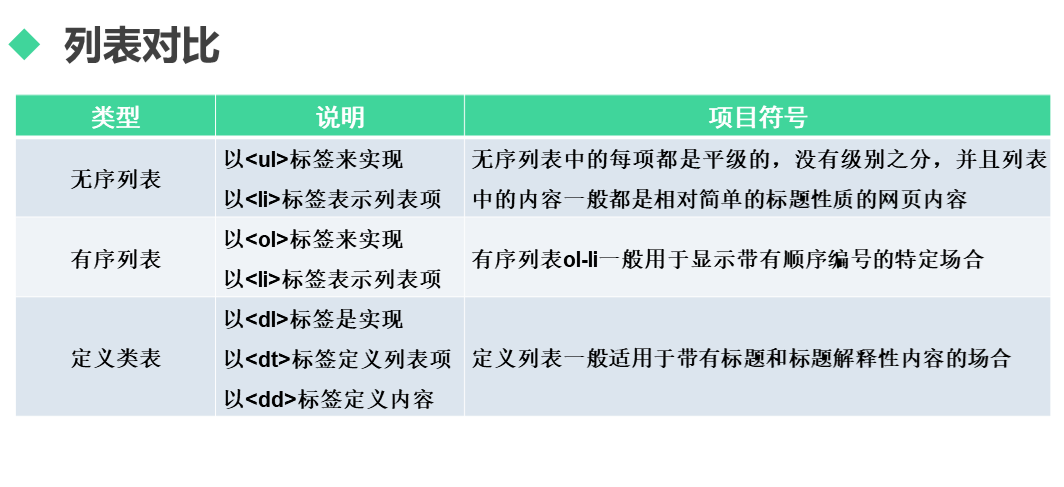 列表对比
类型 说明 项目符号
无序列表
以<ul>标签来实现
以<li>标签表示列表项
无序列表中的每项都是平级的，没有级别之分，并且列表
中的内容一般都是相对简单的标题性质的网页内容
有序列表
以<ol>标签来实现
以<li>标签表示列表项
有序列表ol-li一般用于显示带有顺序编号的特定场合
定义类表
以<dl>标签是实现
以<dt>标签定义列表项
以<dd>标签定义内容
定义列表一般适用于带有标题和标题解释性内容的场合